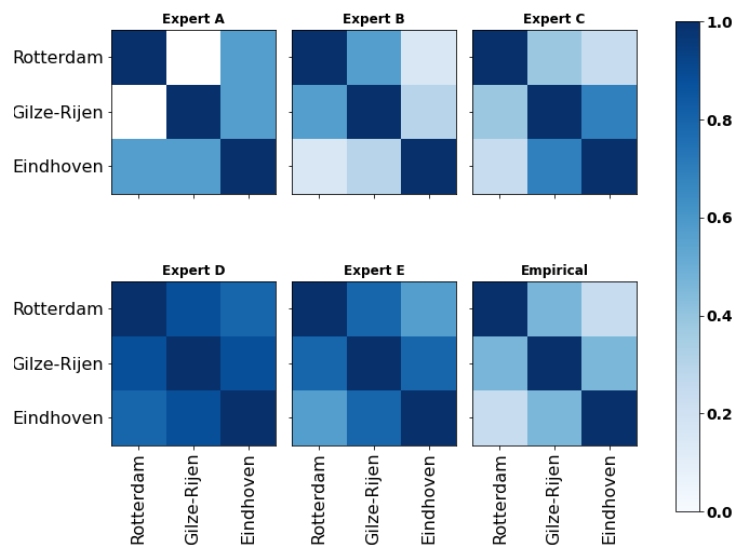 Expert A
Expert B
Expert C
Rotterdam
Gilze-Rijen
Eindhoven
1.0
0.8
0.6
0.4
0.2
0.0
Expert D
Expert E
Empirical
Rotterdam
Gilze-Rijen
Eindhoven
Rotterdam
Gilze-Rijen
Eindhoven
Rotterdam
Gilze-Rijen
Eindhoven
Rotterdam
Gilze-Rijen
Eindhoven